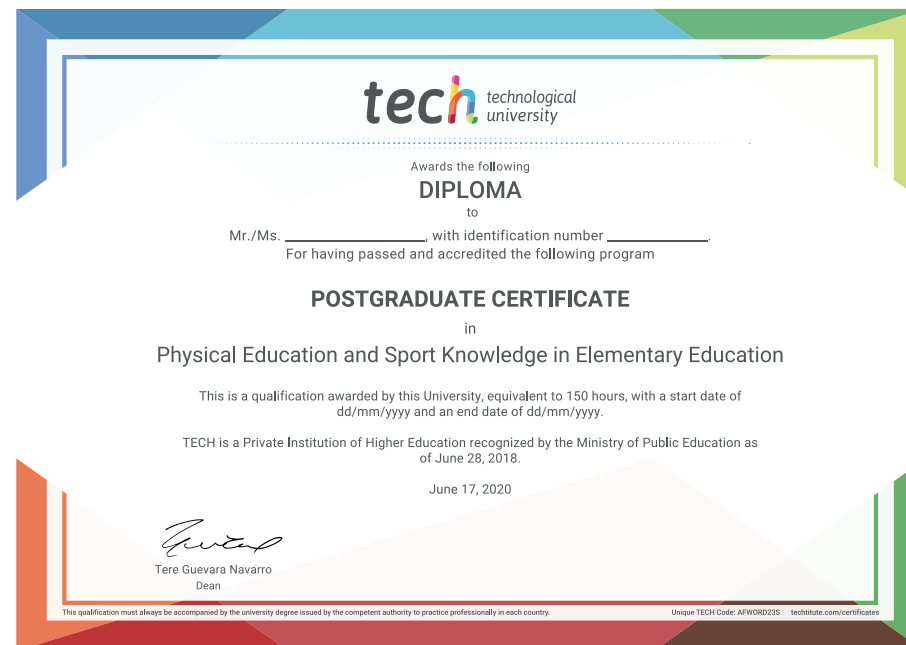 tech technological
university
Awards the following
DIPLOMA
to
Mr./Ms. ____________________, with identification number ______________.
For having passed and accredited the following program
POSTGRADUATE CERTIFICATE
in
Physical Education and Sport Knowledge in Elementary Education
This is a qualification awarded by this University, equivalent to 150 hours, with a start date of
dd/mm/yyyy and an end date of dd/mm/yyyy.
TECH is a Private Institution of Higher Education recognized by the Ministry of Public Education as
of June 28, 2018.
June 17, 2020
Tere Guevara Navarro
Dean
This qualification must always be accompanied by the university degree issued by the competent authority to practice professionally in each country.
Unique TECH Code: AFWORD23S techtitute.com/certificates